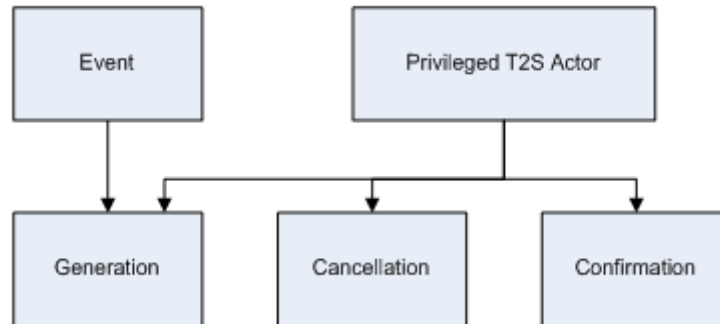 Event
Privileged T2S Actor
Generation
Cancellation
Confirmation